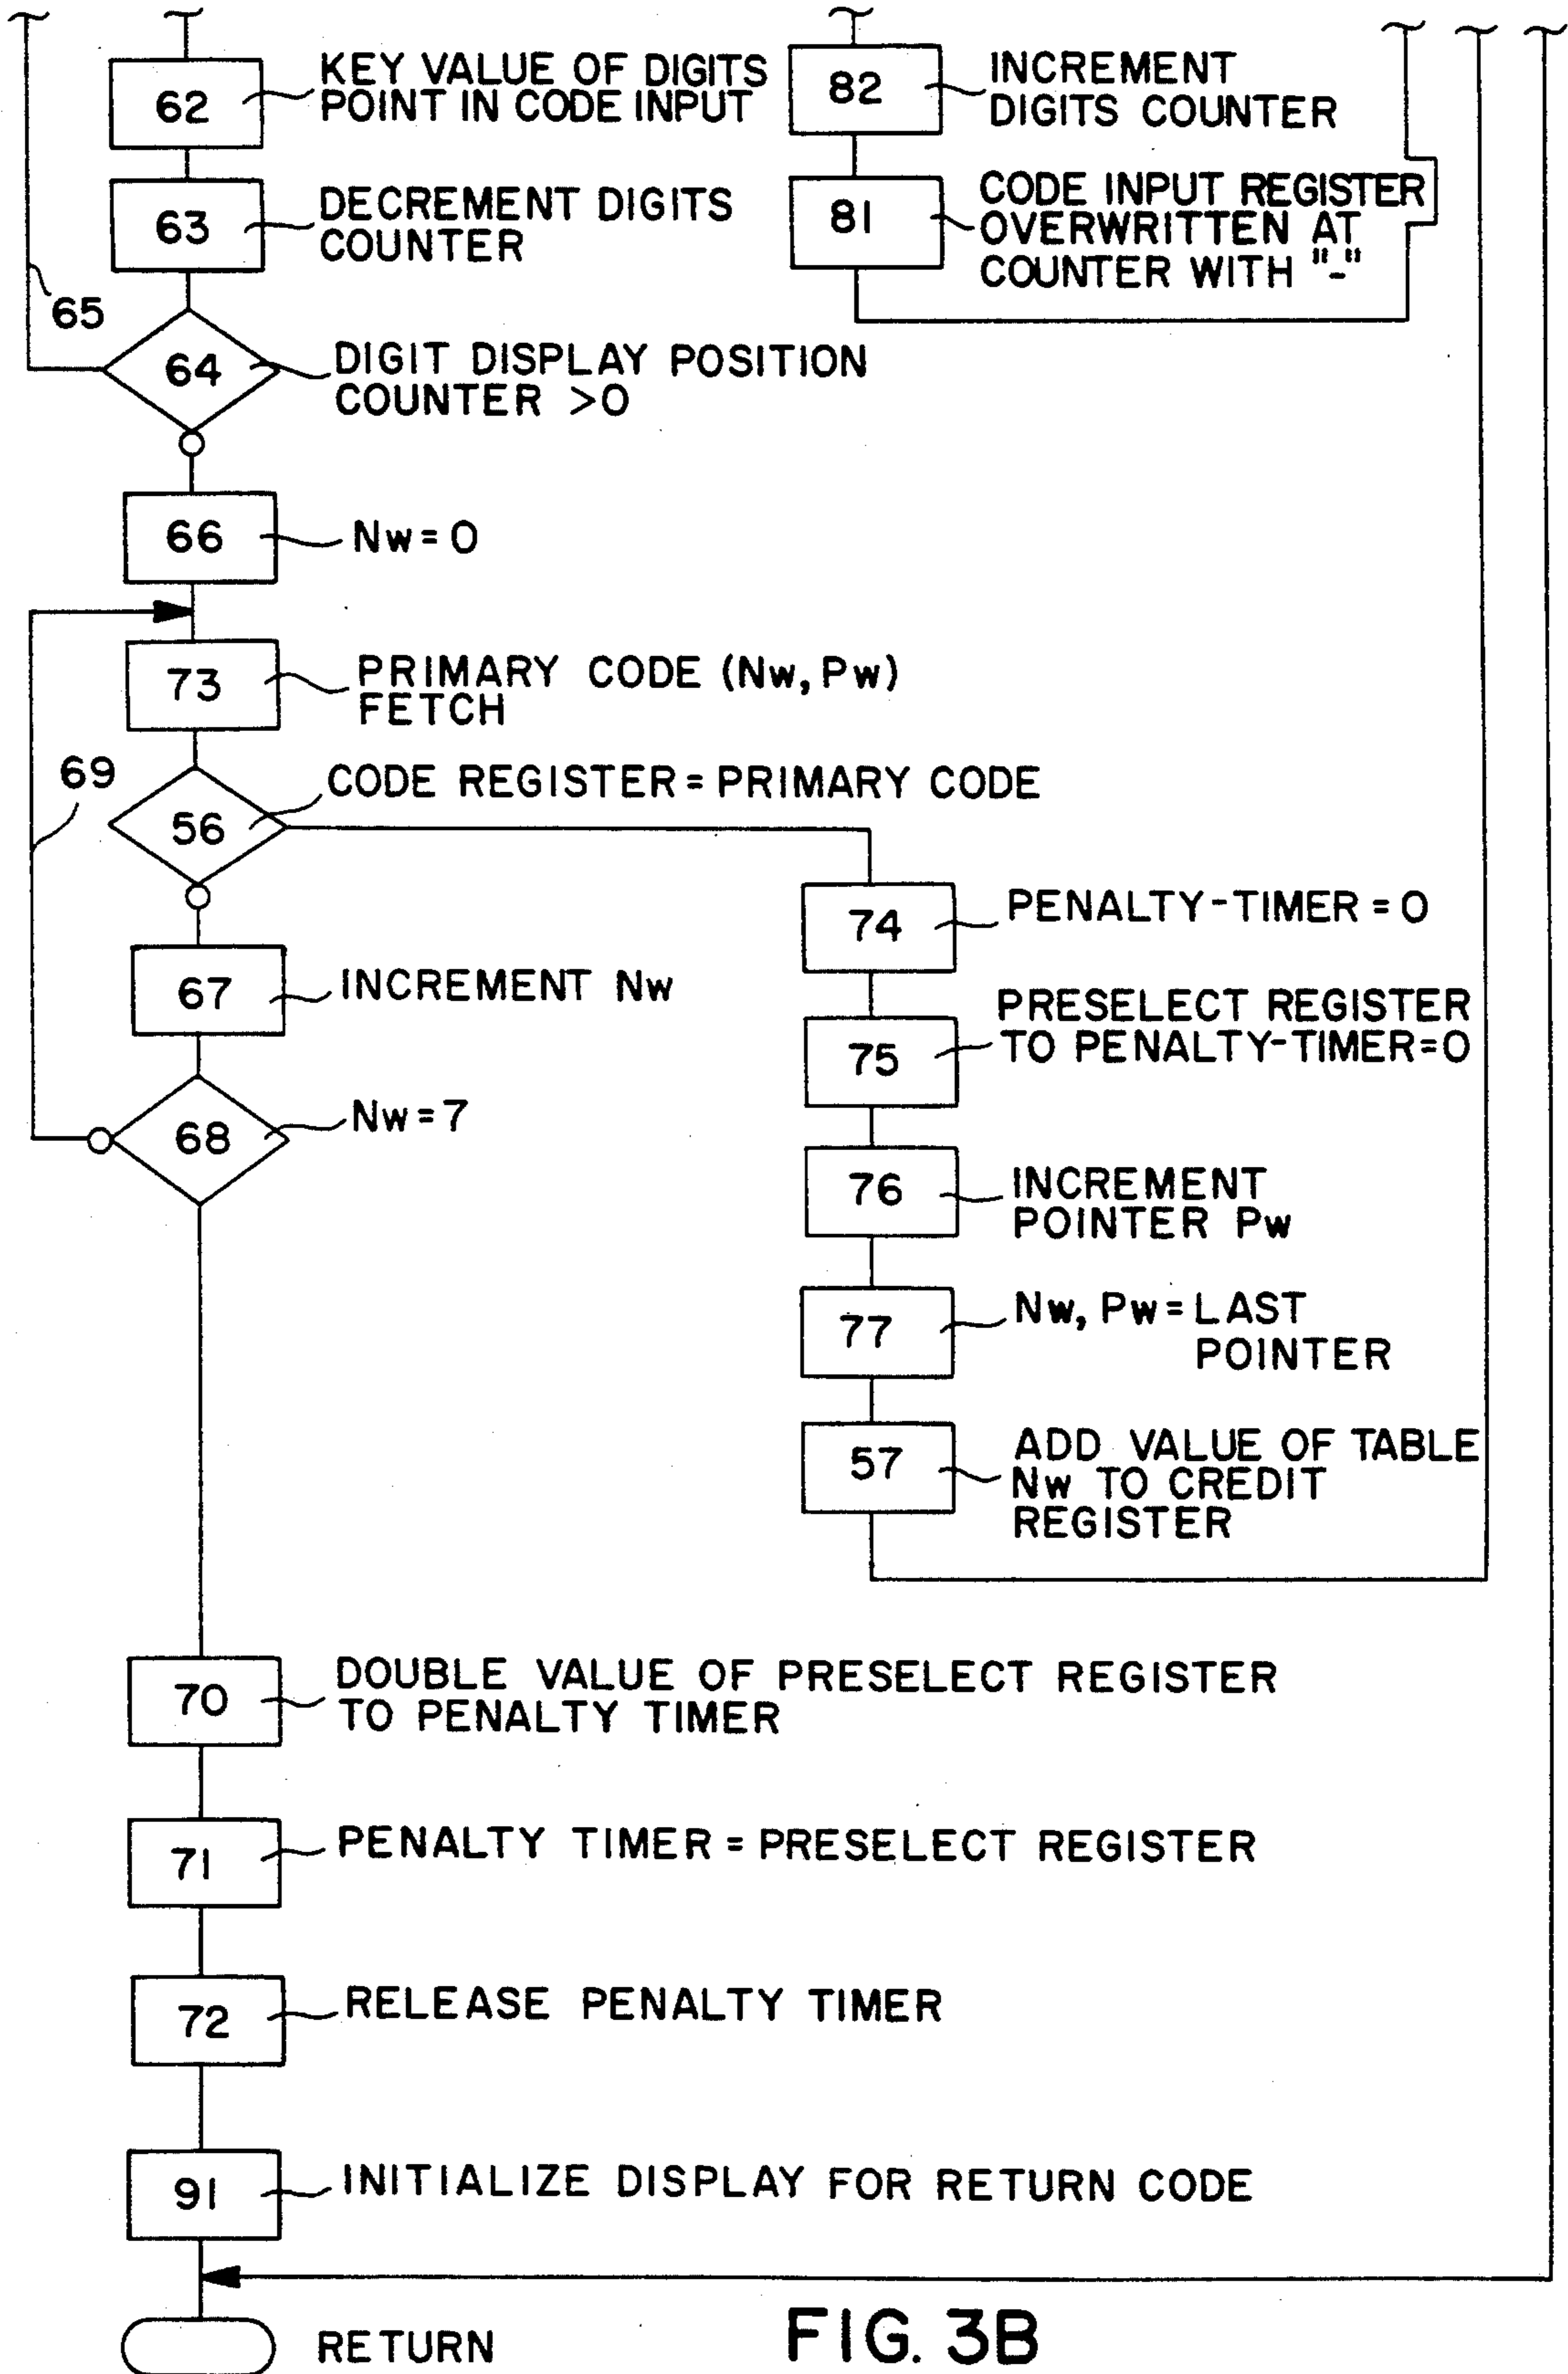 62
KEY VALUE OF DIGITS
POINT IN CODE INPUT
63
DECREMENT DIGITS
COUNTER
65
64
DIGIT DISPLAY POSITION
COUNTER >0
66
Nw=0
73
PRIMARY CODE (Nw, Pw)
FETCH
69
56
CODE REGISTER = PRIMARY CODE
67
INCREMENT Nw
68
Nw=7
82
INCREMENT
DIGITS COUNTER
81
CODE INPUT REGISTER
OVERWRITTEN AT
COUNTER WITH "-"
74
PENALTY-TIMER = 0
75
PRESELECT REGISTER
TO PENALTY-TIMER=0
76
INCREMENT
POINTER Pw
77
Nw, Pw = LAST
POINTER
57
ADD VALUE OF TABLE
Nw TO CREDIT
REGISTER
70
DOUBLE VALUE OF PRESELECT REGISTER
TO PENALTY TIMER
71
PENALTY TIMER = PRESELECT REGISTER
72
RELEASE PENALTY TIMER
91
INITIALIZE DISPLAY FOR RETURN CODE
RETURN
FIG. 3B